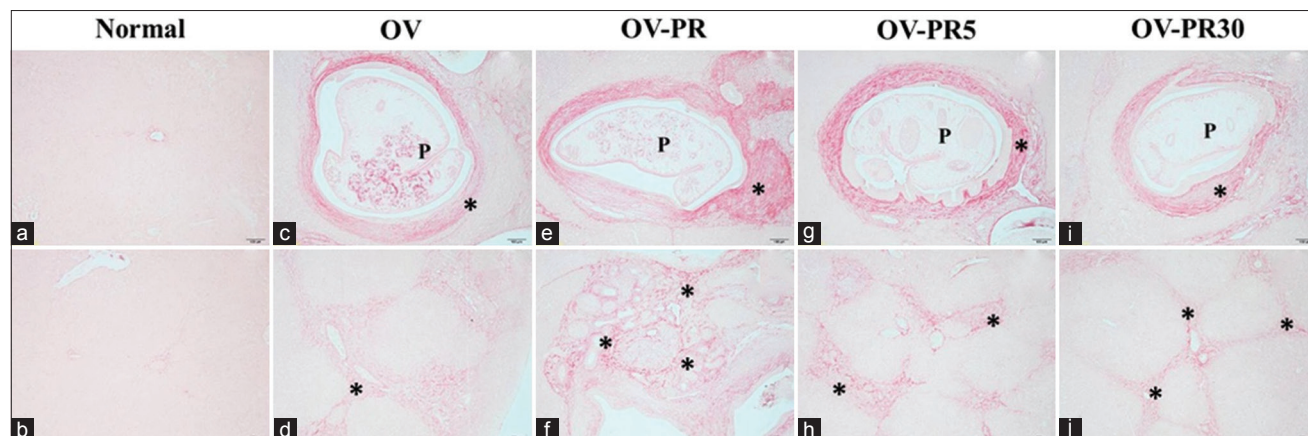 Normal OV OV-PR OV-PR5 OV-PR30
P P P P
* * * *
a c e g i
* * * * * * * * *
b d f h j